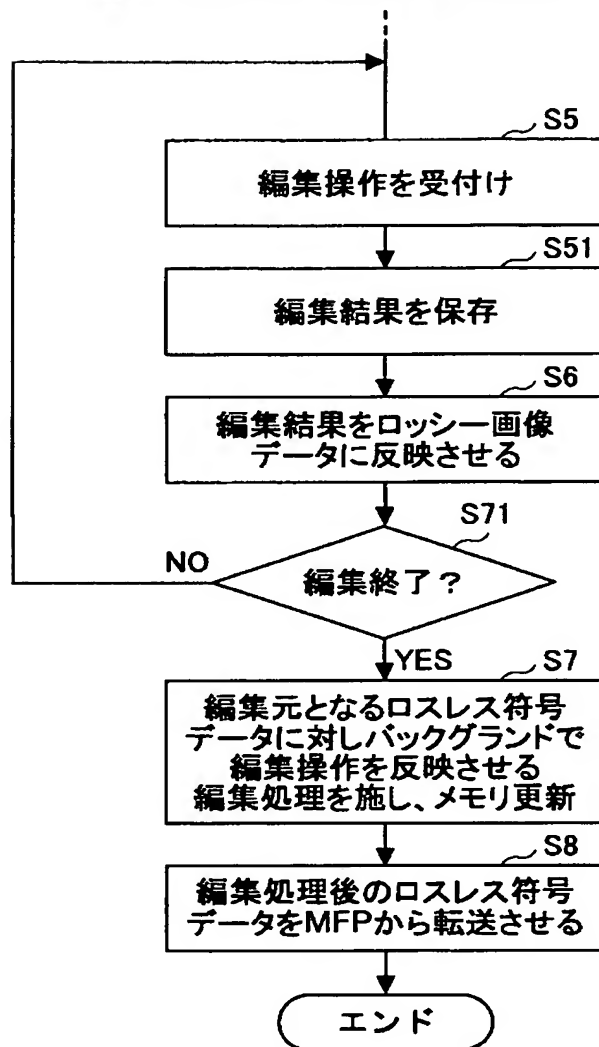 S5
編集操作を受付け
S51
編集結果を保存
S6
編集結果をロッシー画像
データに反映させる
S71
NO
編集終了？
YES
S7
編集元となるロスレス符号
データに対しバックグランドで
編集操作を反映させる
編集処理を施し、メモリ更新
S8
編集処理後のロスレス符号
データをMFPから転送させる
エンド